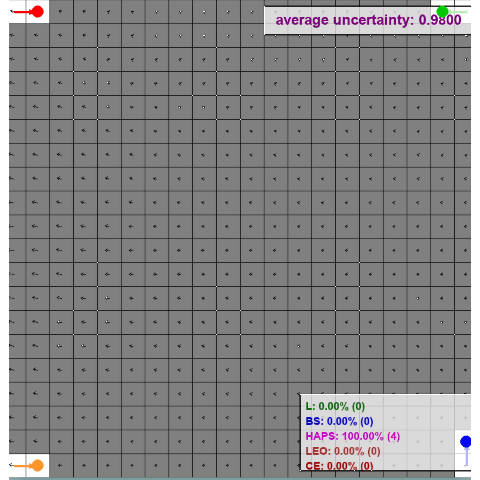 average uncertainty: 0.9800
L: 0.00% (0)
BS: 0.00% (0)
HAPS: 100.00% (4)
LEO: 0.00% (0)
CE: 0.00% (0)